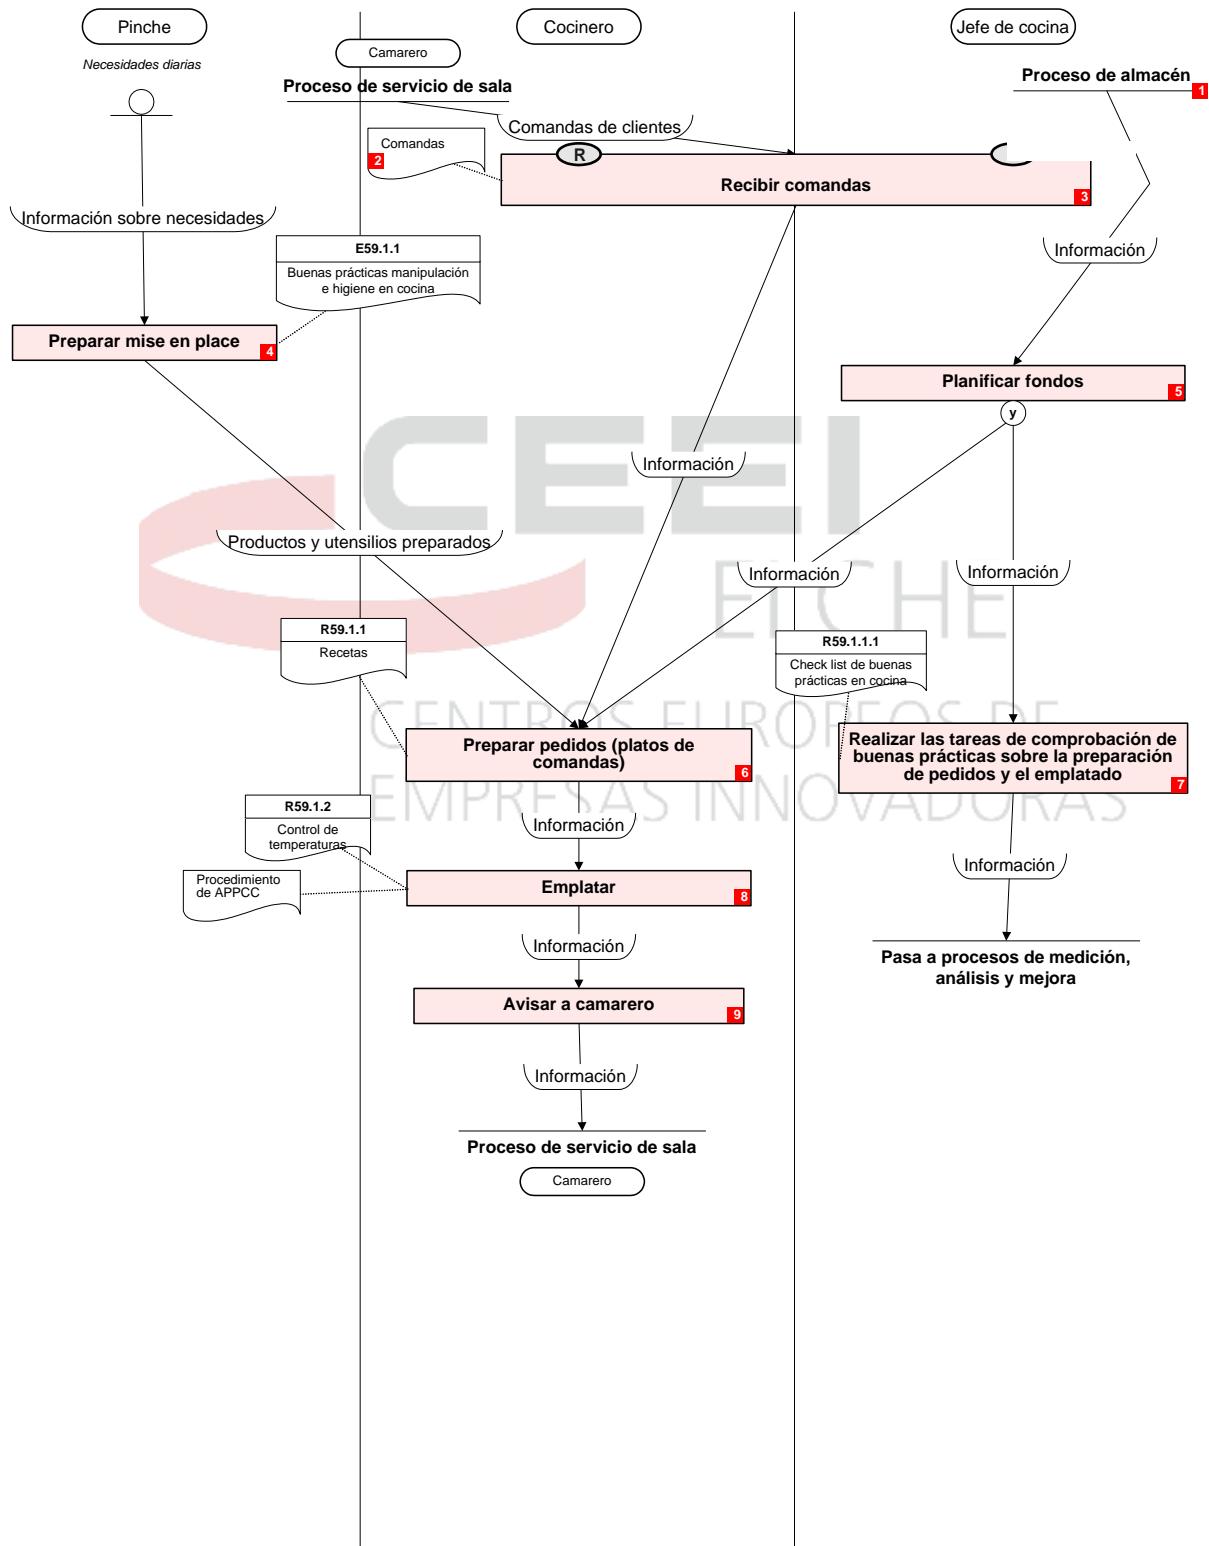 Pinche
Cocinero
Jefe de cocina
Camarero
Necesidades diarias
Proceso de servicio de sala
Proceso de almacén
1
Comandas de clientes
Comandas
2
R
Recibir comandas
3
Información sobre necesidades
E59.1.1
Buenas prácticas manipulación
e higiene en cocina
Información
Preparar mise en place
4
Planificar fondos
5
y
CEEI
Información
Productos y utensilios preparados
Información
Información
ELCHE
R59.1.1
Recetas
R59.1.1.1
Check list de buenas
prácticas en cocina
CENTROS EUROPEOS DE
Preparar pedidos (platos de
comandas)
6
Realizar las tareas de comprobación de
buenas prácticas sobre la preparación
de pedidos y el emplatado
7
EMPRESAS INNOVADORAS
R59.1.2
Control de
temperaturas
Información
Procedimiento
de APPCC
Emplatar
8
Información
Información
Pasa a procesos de medición,
análisis y mejora
Avisar a camarero
9
Información
Proceso de servicio de sala
Camarero